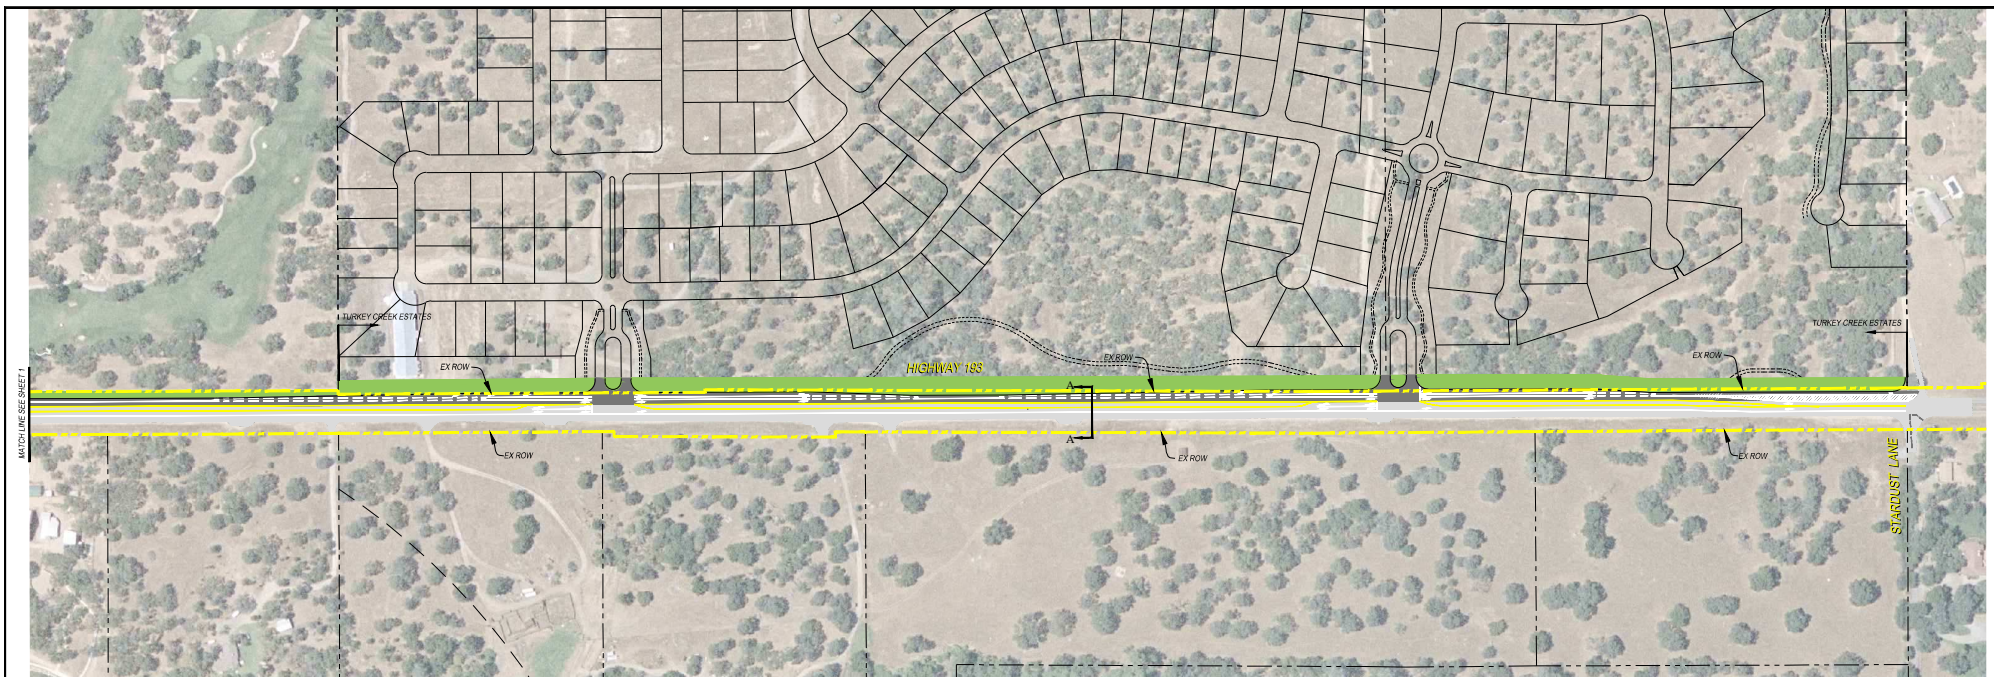 TURKEY CREEK ESTATES
TURKEY CREEK ESTATES
EX ROW
HIGHWAY 193
EX ROW
EX ROW
MATCH LINE SEE SHEET 1
A
A
EX ROW
EX ROW
EX ROW
STARDUST LANE